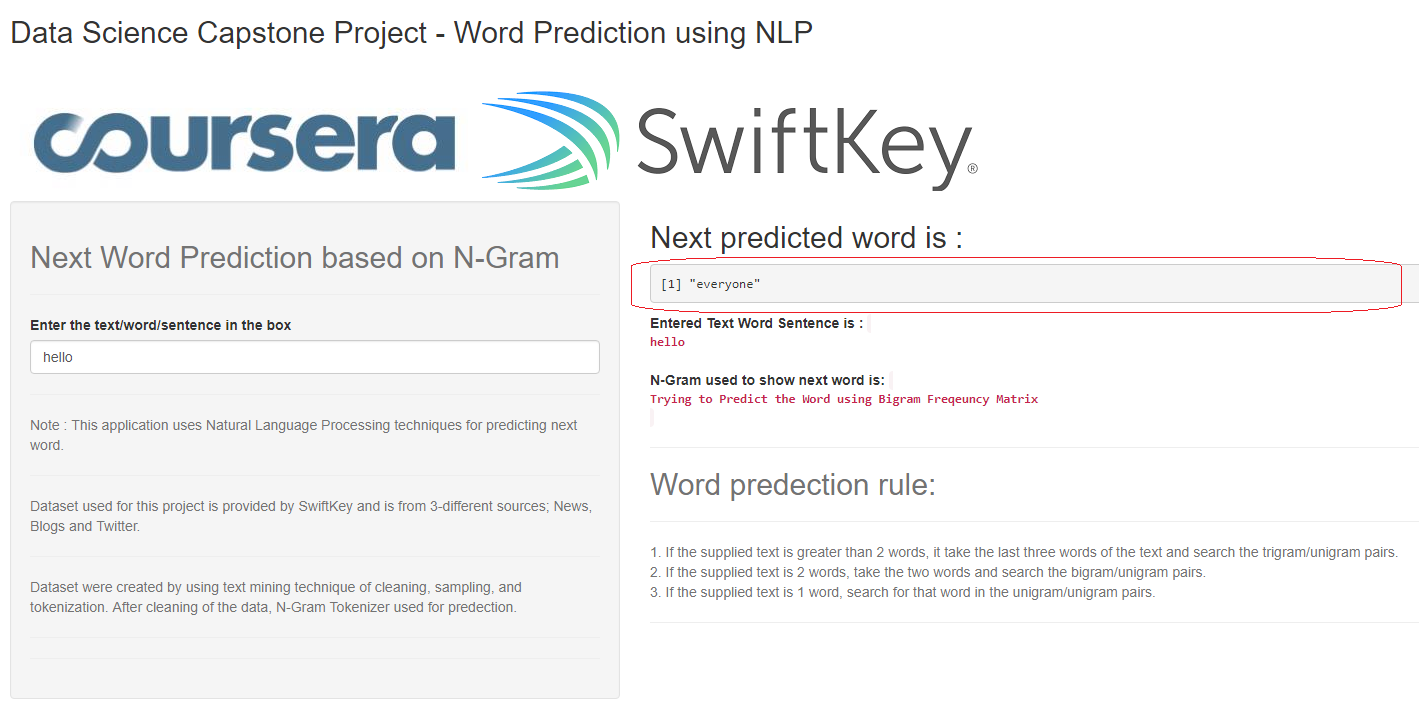 Data Science Capstone Project - Word Prediction using NLP
coursera
SwiftKey®
Next Word Prediction based on N-Gram
Enter the text/word/sentence in the box
hello
Note : This application uses Natural Language Processing techniques for predicting next
word.
Dataset used for this project is provided by SwiftKey and is from 3-different sources; News,
Blogs and Twitter.
Dataset were created by using text mining technique of cleaning, sampling, and
tokenization. After cleaning of the data, N-Gram Tokenizer used for predection.
Next predicted word is :
[1] "everyone"
Entered Text Word Sentence is :
hello
N-Gram used to show next word is:
Trying to Predict the Word using Bigram Freqeuncy Matrix
Word predection rule:
1. If the supplied text is greater than 2 words, it take the last three words of the text and search the trigram/unigram pairs.
2. If the supplied text is 2 words, take the two words and search the bigram/unigram pairs.
3. If the supplied text is 1 word, search for that word in the unigram/unigram pairs.